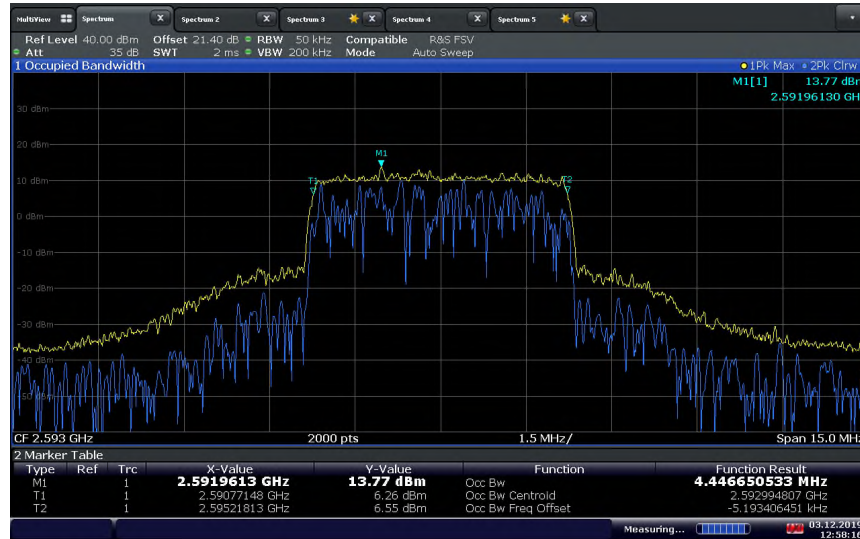 MultiView Spectrum X Spectrum 2 X Spectrum 3 X Spectrum 4 X Spectrum 5 X
Ref Level 40.00 dBm Offset 21.40 dB RBW 50 kHz Compatible R&S FSV
Att 35 dB SWT 2 ms VBW 200 kHz Mode Auto Sweep
1 Occupied Bandwidth 1Pk Max 2Pk Clrw
M1[1] 13.77 dBm
2.59196130 GH
30 dBm
20 dBm
M1
10 dBm T1 T2
0 dBm
-10 dBm
-20 dBm
-30 dBm
-40 dBm
CF 2.593 GHz 2000 pts 1.5 MHz/ Span 15.0 MHz
2 Marker Table
Type Ref Trc X-Value Y-Value Function Function Result
M1 1 2.5919613 GHz 13.77 dBm Occ Bw 4.446650533 MHz
T1 1 2.59077148 GHz 6.26 dBm Occ Bw Centroid 2.592994807 GHz
T2 1 2.59521813 GHz 6.55 dBm Occ Bw Freq Offset -5.193406451 kHz
Measuring... 03.12.2019
12:58:16